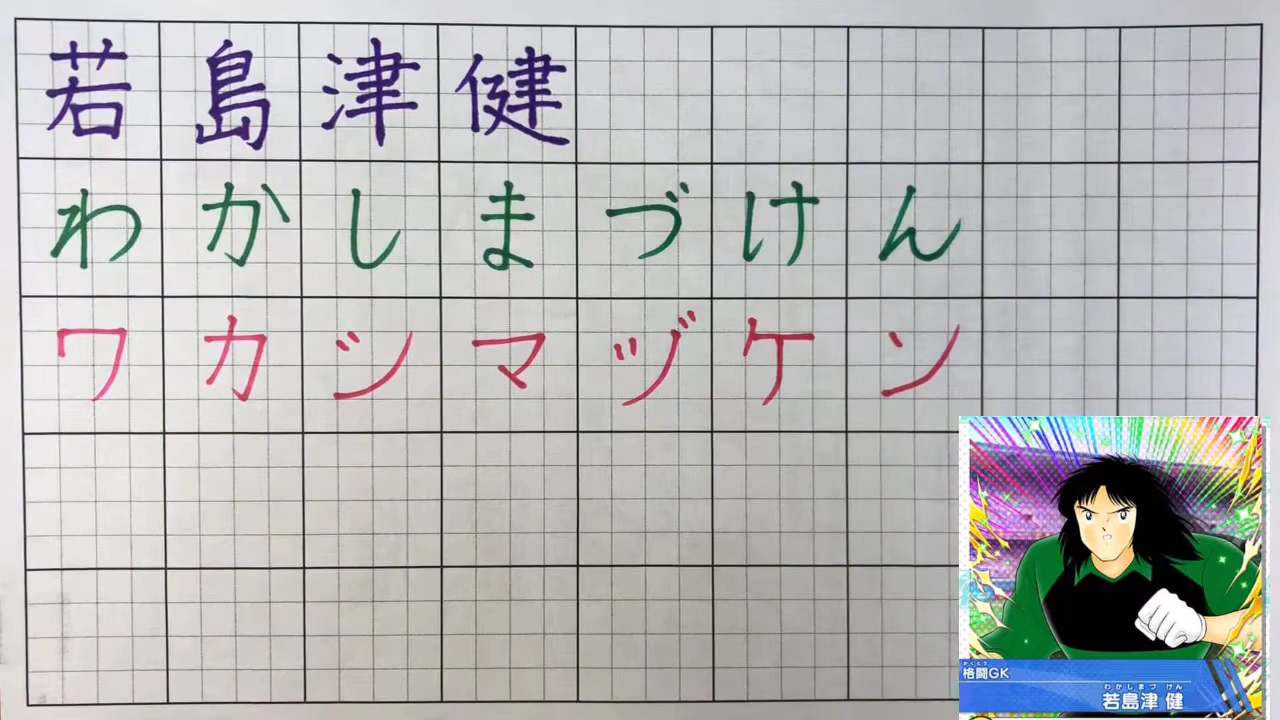 若島津健
わかしまづけん
ワカシマヅケン
かくとう
格闘GK
わかしまづ けん
若島津 健